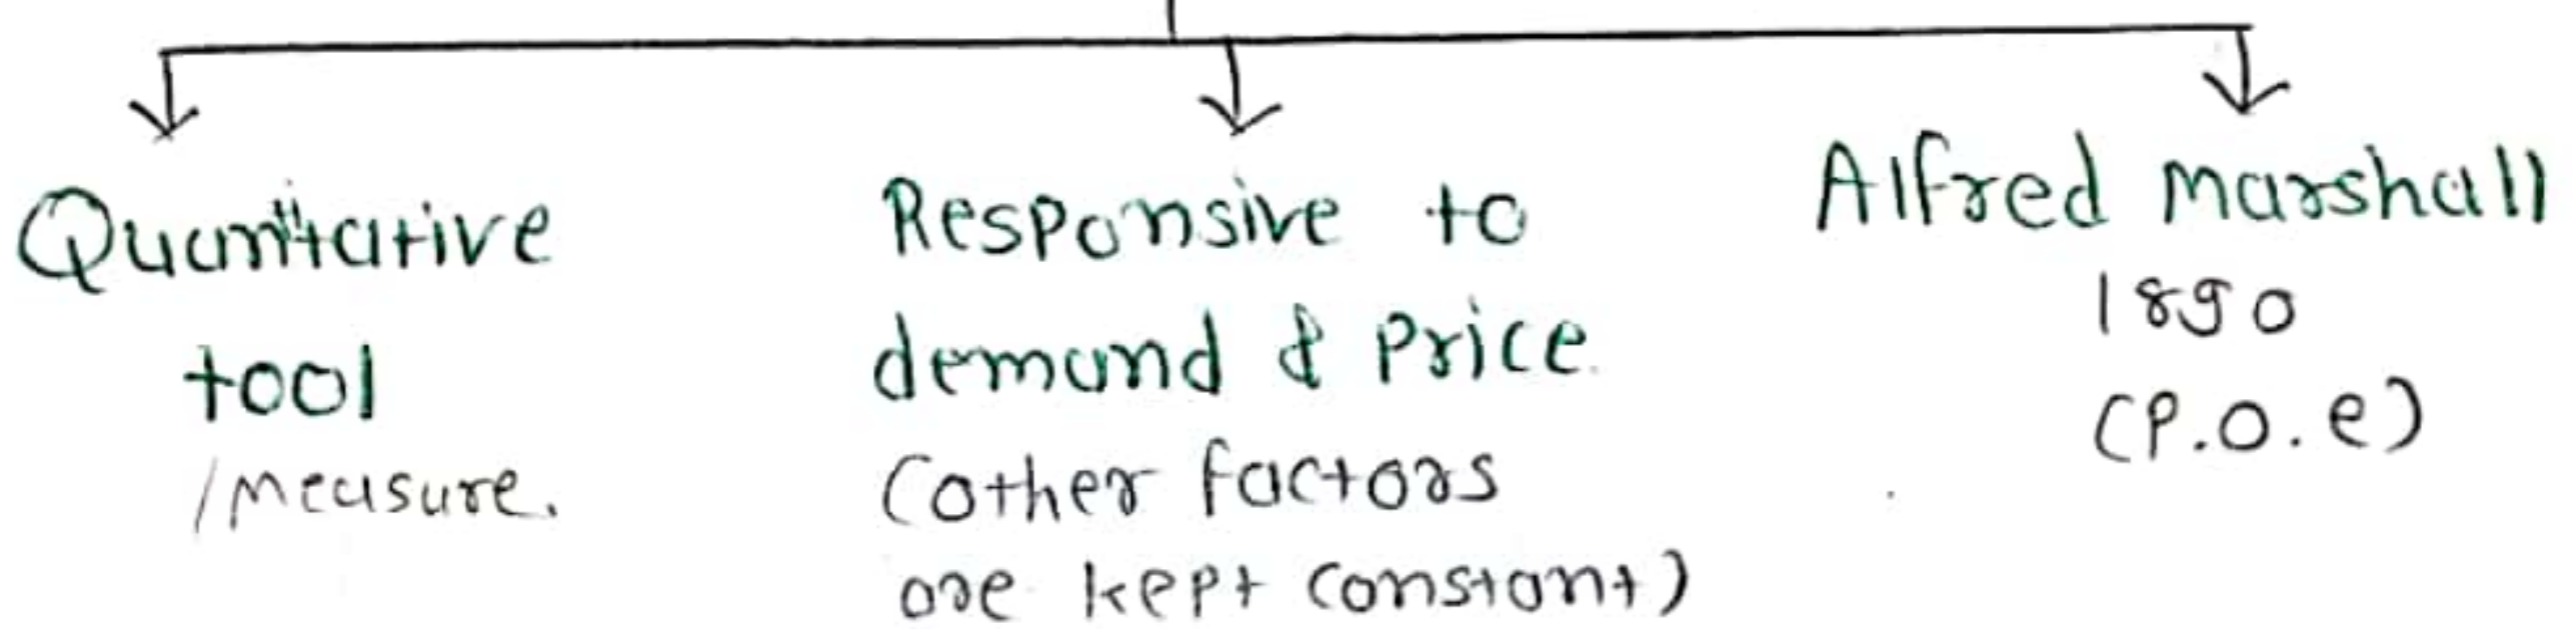 Quantitative
tool
/measure.
Responsive to
demand & Price
(other factors
are kept constant)
Alfred Marshall
1890
(P.O.e)